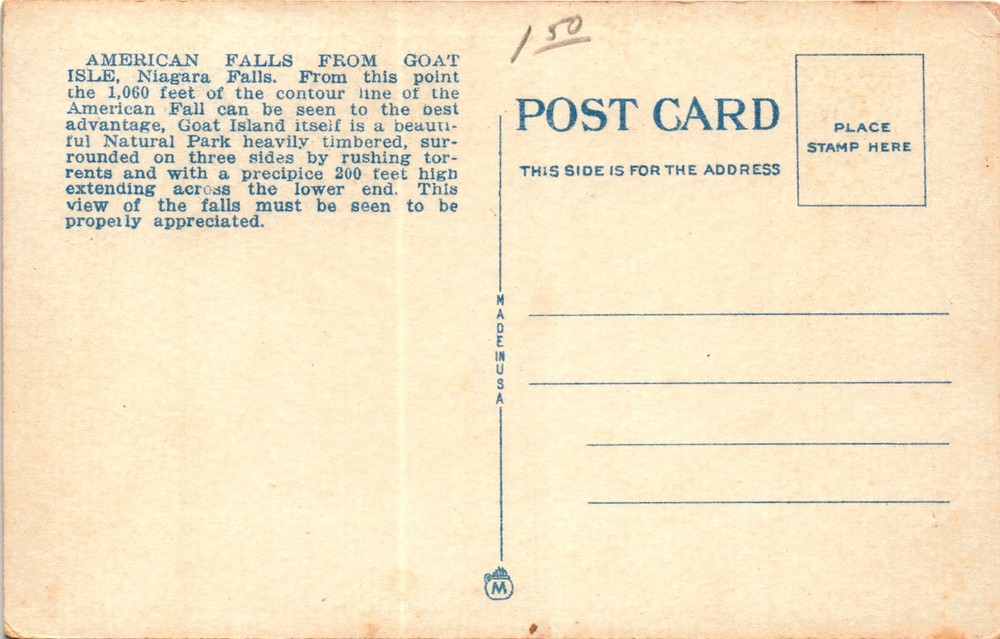 AMERICAN FALLS FROM GOAT
ISLE, Niagara Falls. From this point
the 1,060 feet of the contour line of the
American Fall can be seen to the best
advantage, Goat Island itself is a beauti-
ful Natural Park heavily timbered, sur-
rounded on three sides by rushing tor-
rents and with a precipice 200 feet high
extending across the lower end. This
view of the falls must be seen to be
properly appreciated.
1 50
POST CARD
THIS SIDE IS FOR THE ADDRESS
PLACE
STAMP HERE
MADE IN USA
M